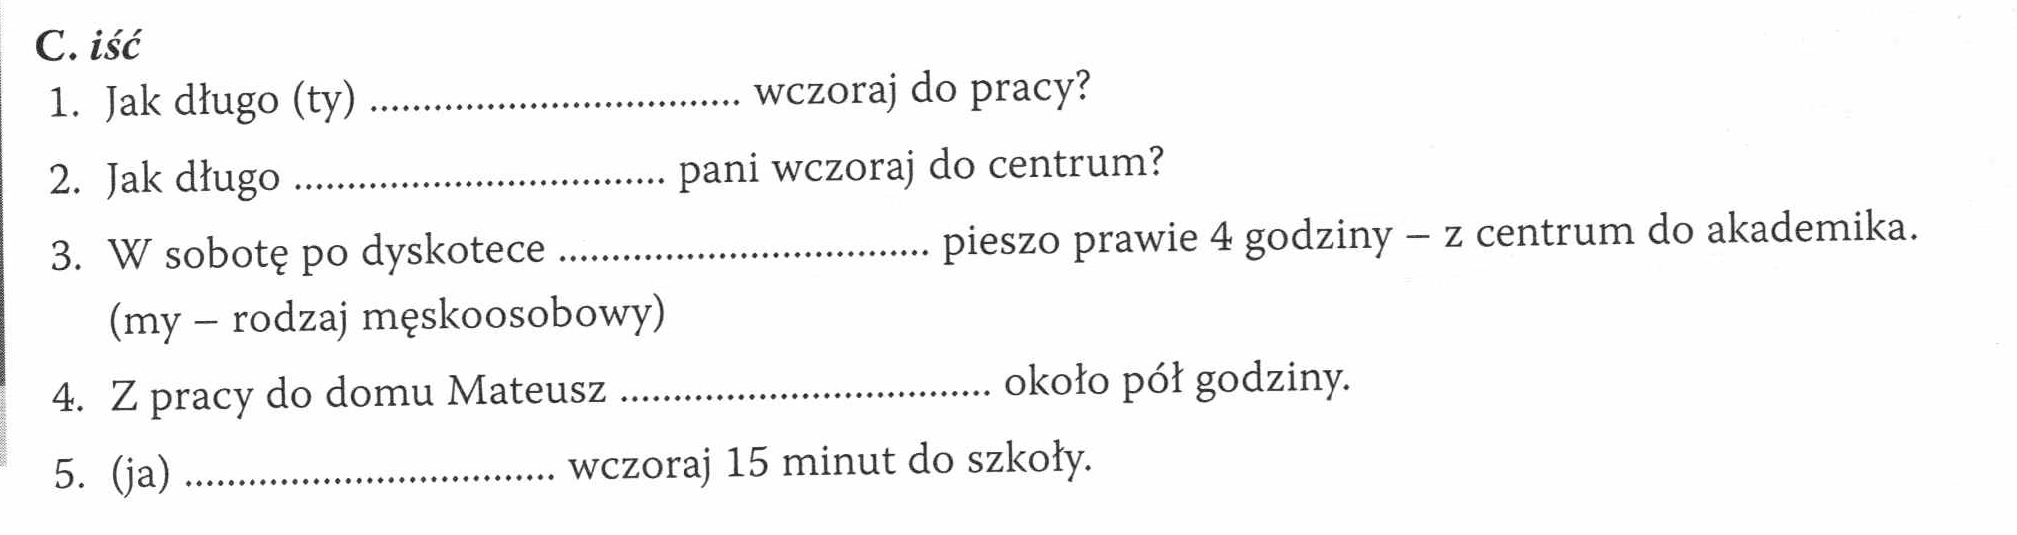 C. iść
1. Jak długo (ty) ................................... wczoraj do pracy?
2. Jak długo ................................... pani wczoraj do centrum?
3. W sobotę po dyskotece ................................... pieszo prawie 4 godziny – z centrum do akademika.
(my – rodzaj męskoosobowy)
4. Z pracy do domu Mateusz ................................... około pół godziny.
5. (ja) ................................... wczoraj 15 minut do szkoły.